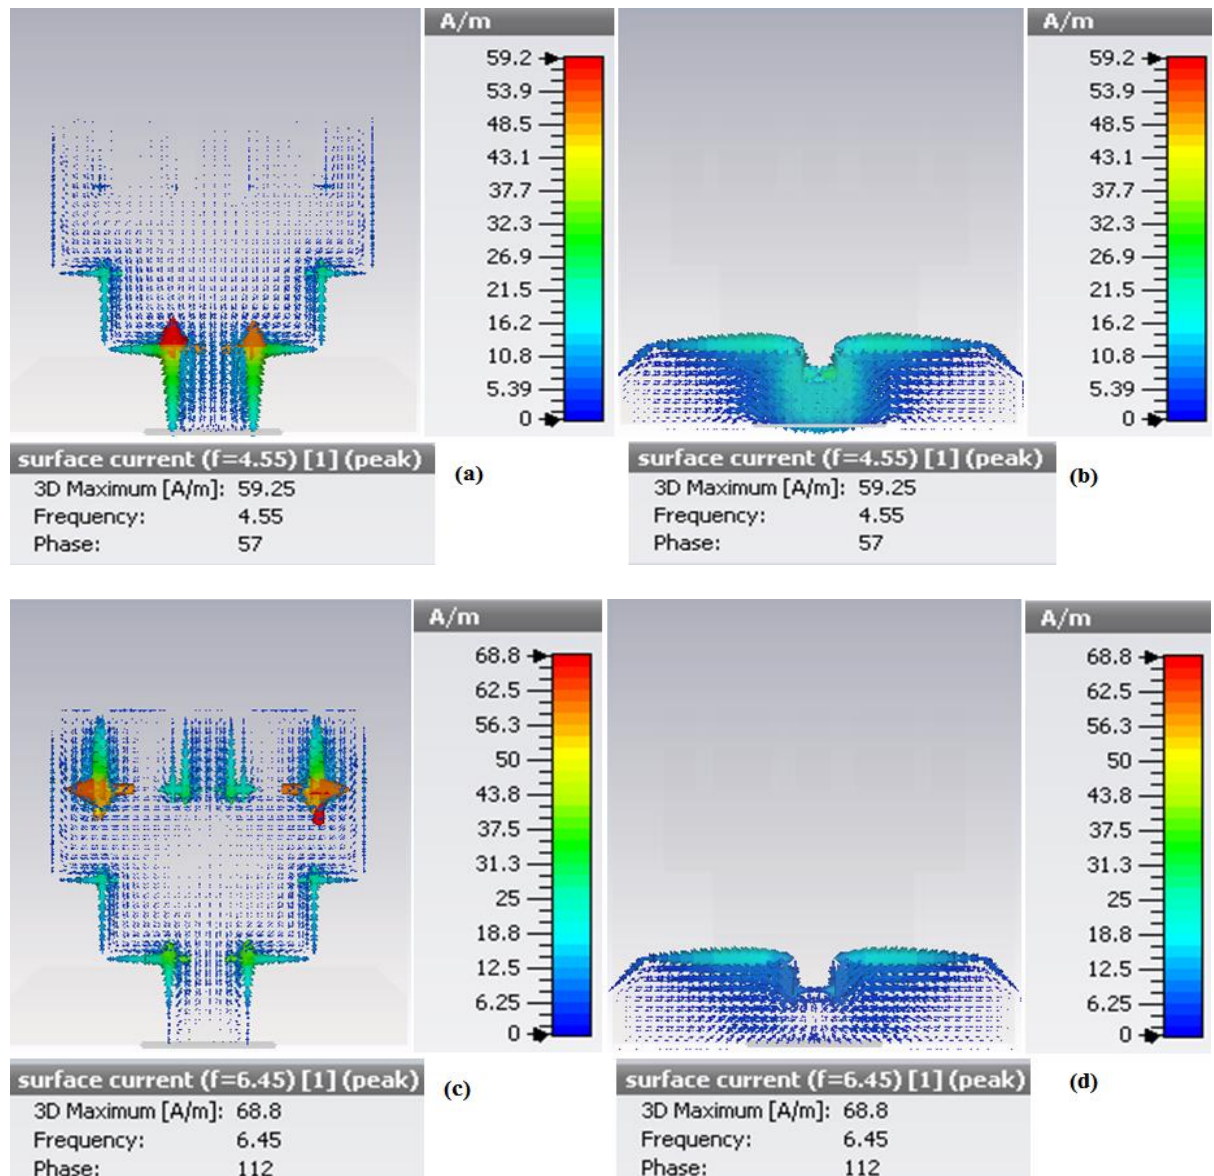 A/m
59.2
53.9
48.5
43.1
37.7
32.3
26.9
21.5
16.2
10.8
5.39
0
A/m
59.2
53.9
48.5
43.1
37.7
32.3
26.9
21.5
16.2
10.8
5.39
0
surface current (f=4.55) [1] (peak)
3D Maximum [A/m]: 59.25
Frequency: 4.55
Phase: 57
(a)
surface current (f=4.55) [1] (peak)
3D Maximum [A/m]: 59.25
Frequency: 4.55
Phase: 57
(b)
A/m
68.8
62.5
56.3
50
43.8
37.5
31.3
25
18.8
12.5
6.25
0
A/m
68.8
62.5
56.3
50
43.8
37.5
31.3
25
18.8
12.5
6.25
0
surface current (f=6.45) [1] (peak)
3D Maximum [A/m]: 68.8
Frequency: 6.45
Phase: 112
(c)
surface current (f=6.45) [1] (peak)
3D Maximum [A/m]: 68.8
Frequency: 6.45
Phase: 112
(d)